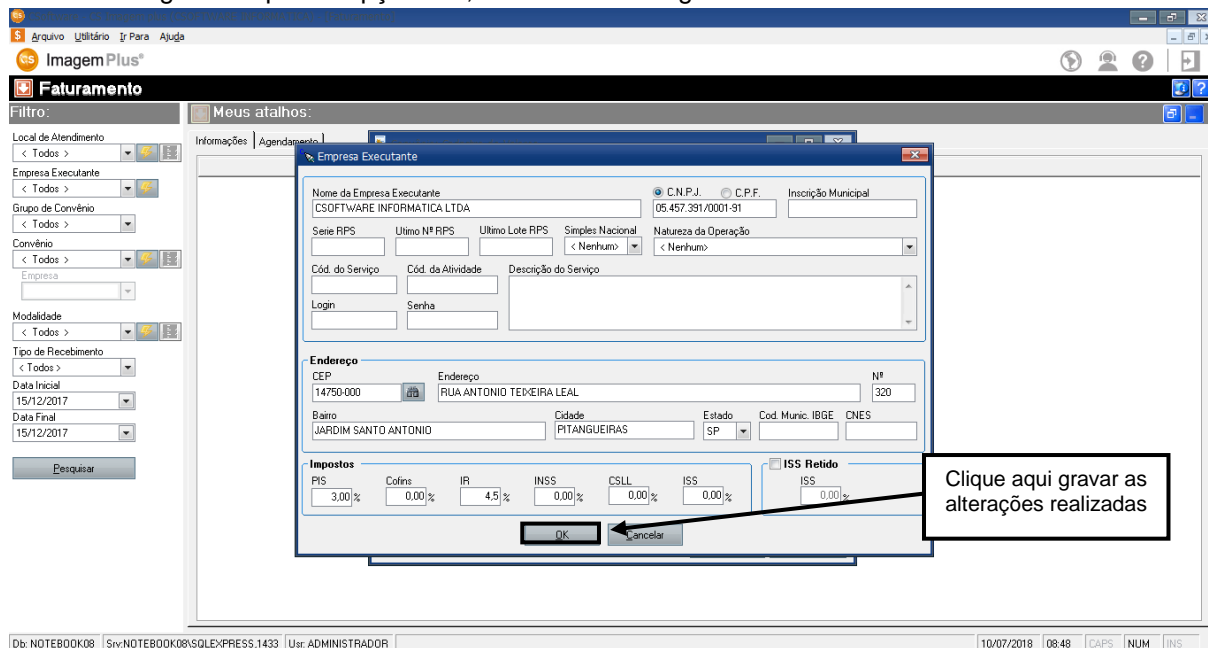 Arquivo Utilitário Ir Para Ajuda
CS ImagemPlus®
Faturamento
Filtro:
Meus atalhos:
Local de Atendimento
< Todos >
Empresa Executante
< Todos >
Grupo de Convênio
< Todos >
Convênio
< Todos >
Empresa
Modalidade
< Todos >
Tipo de Recebimento
< Todos >
Data Inicial
15/12/2017
Data Final
15/12/2017
Pesquisar
Informações Agendamento
Empresa Executante
Nome da Empresa Executante C.N.P.J. C.P.F. Inscrição Municipal
CSOFTWARE INFORMATICA LTDA 05.457.391/0001-91
Serie RPS Ultimo Nº RPS Ultimo Lote RPS Simples Nacional Natureza da Operação
< Nenhum> < Nenhum>
Cód. do Serviço Cód. da Atividade Descrição do Serviço
Login Senha
Endereço
CEP Endereço Nº
14750-000 RUA ANTONIO TEIXEIRA LEAL 320
Bairro Cidade Estado Cod. Munic. IBGE CNES
JARDIM SANTO ANTONIO PITANGUEIRAS SP
Impostos ISS Retido
PIS Cofins IR INSS CSLL ISS ISS
3,00 % 0,00 % 4,5 % 0,00 % 0,00 % 0,00 % 0,00 %
OK Cancelar
Clique aqui gravar as
alterações realizadas
Db: NOTEBOOK08 Srv:NOTEBOOK08\SQLEXPRESS,1433 Usr: ADMINISTRADOR 10/07/2018 08:48 CAPS NUM INS